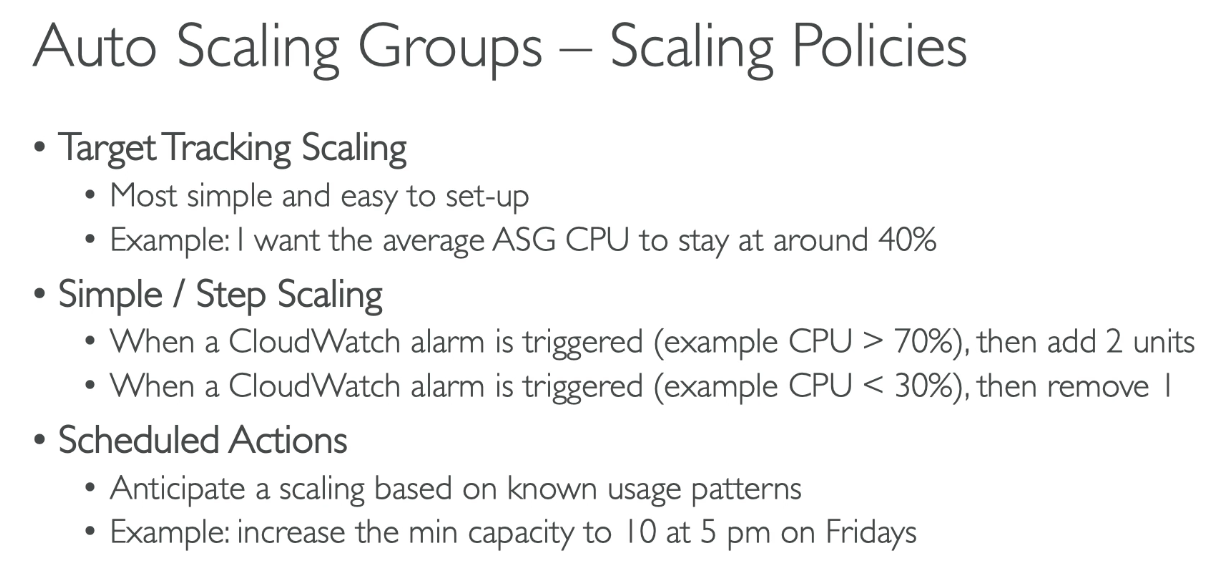 Auto Scaling Groups – Scaling Policies
• Target Tracking Scaling
• Most simple and easy to set-up
• Example: I want the average ASG CPU to stay at around 40%
• Simple / Step Scaling
• When a CloudWatch alarm is triggered (example CPU > 70%), then add 2 units
• When a CloudWatch alarm is triggered (example CPU < 30%), then remove 1
• Scheduled Actions
• Anticipate a scaling based on known usage patterns
• Example: increase the min capacity to 10 at 5 pm on Fridays